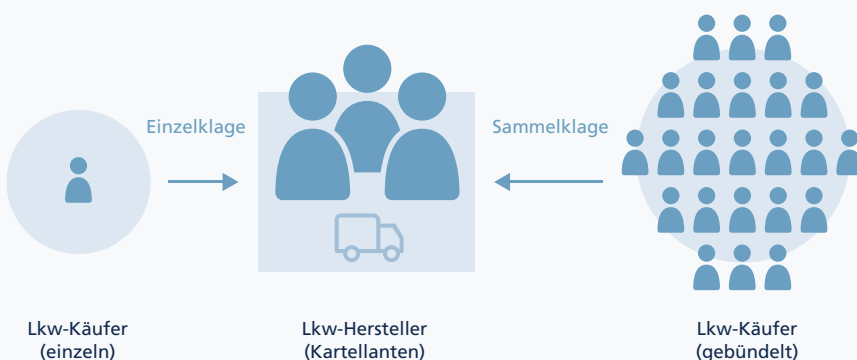 Einzelklage
Sammelklage
Lkw-Käufer
(einzeln)
Lkw-Hersteller
(Kartellanten)
Lkw-Käufer
(gebündelt)